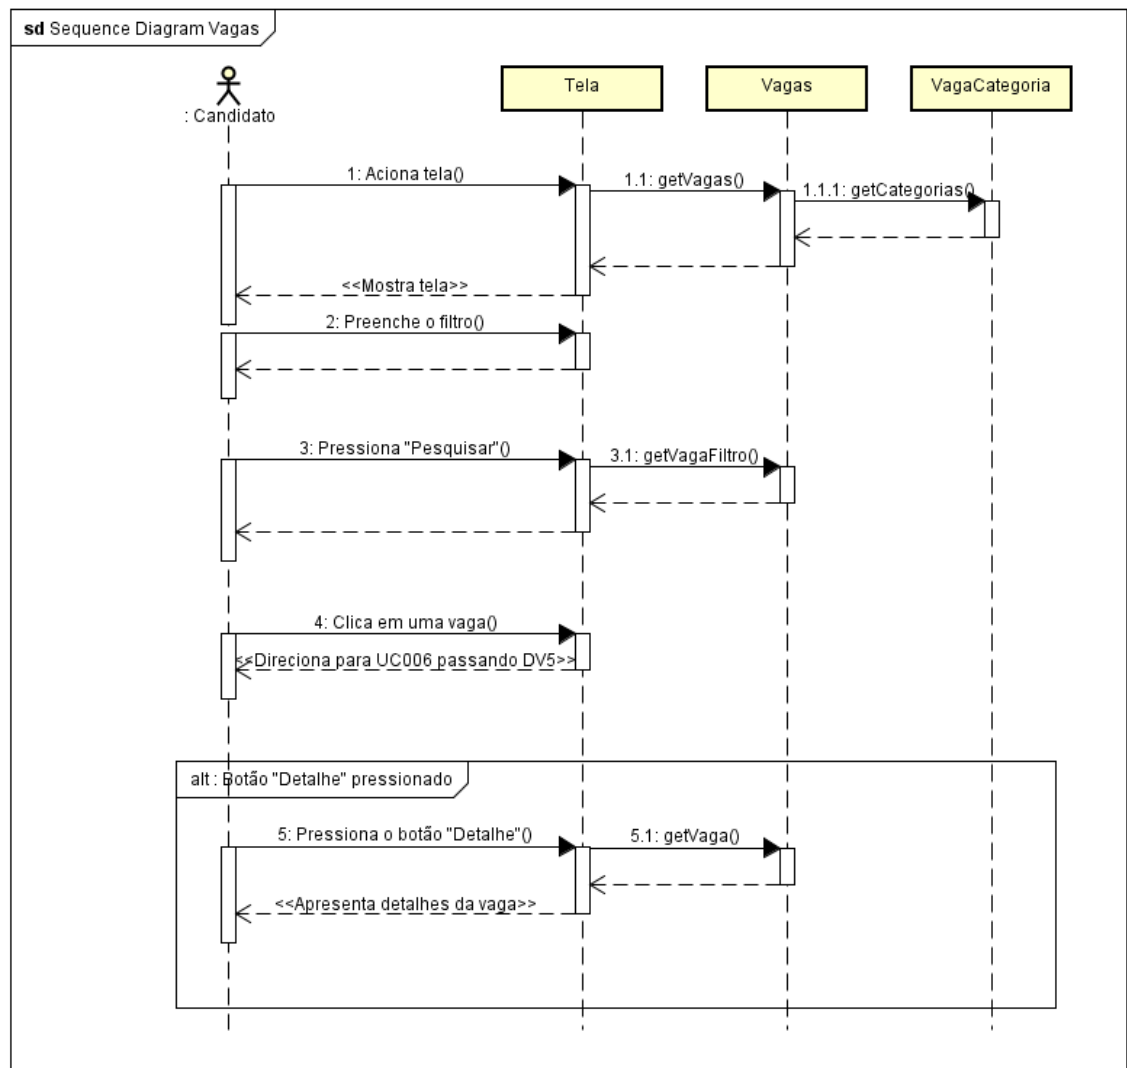 sd Sequence Diagram Vagas
: Candidato
Tela
Vagas
VagaCategoria
1: Aciona tela()
1.1: getVagas()
1.1.1: getCategorias()
<<Mostra tela>>
2: Preenche o filtro()
3: Pressiona "Pesquisar"()
3.1: getVagaFiltro()
4: Clica em uma vaga()
<<Direciona para UC006 passando DV5>>
alt : Botão "Detalhe" pressionado
5: Pressiona o botão "Detalhe"()
5.1: getVaga()
<<Apresenta detalhes da vaga>>